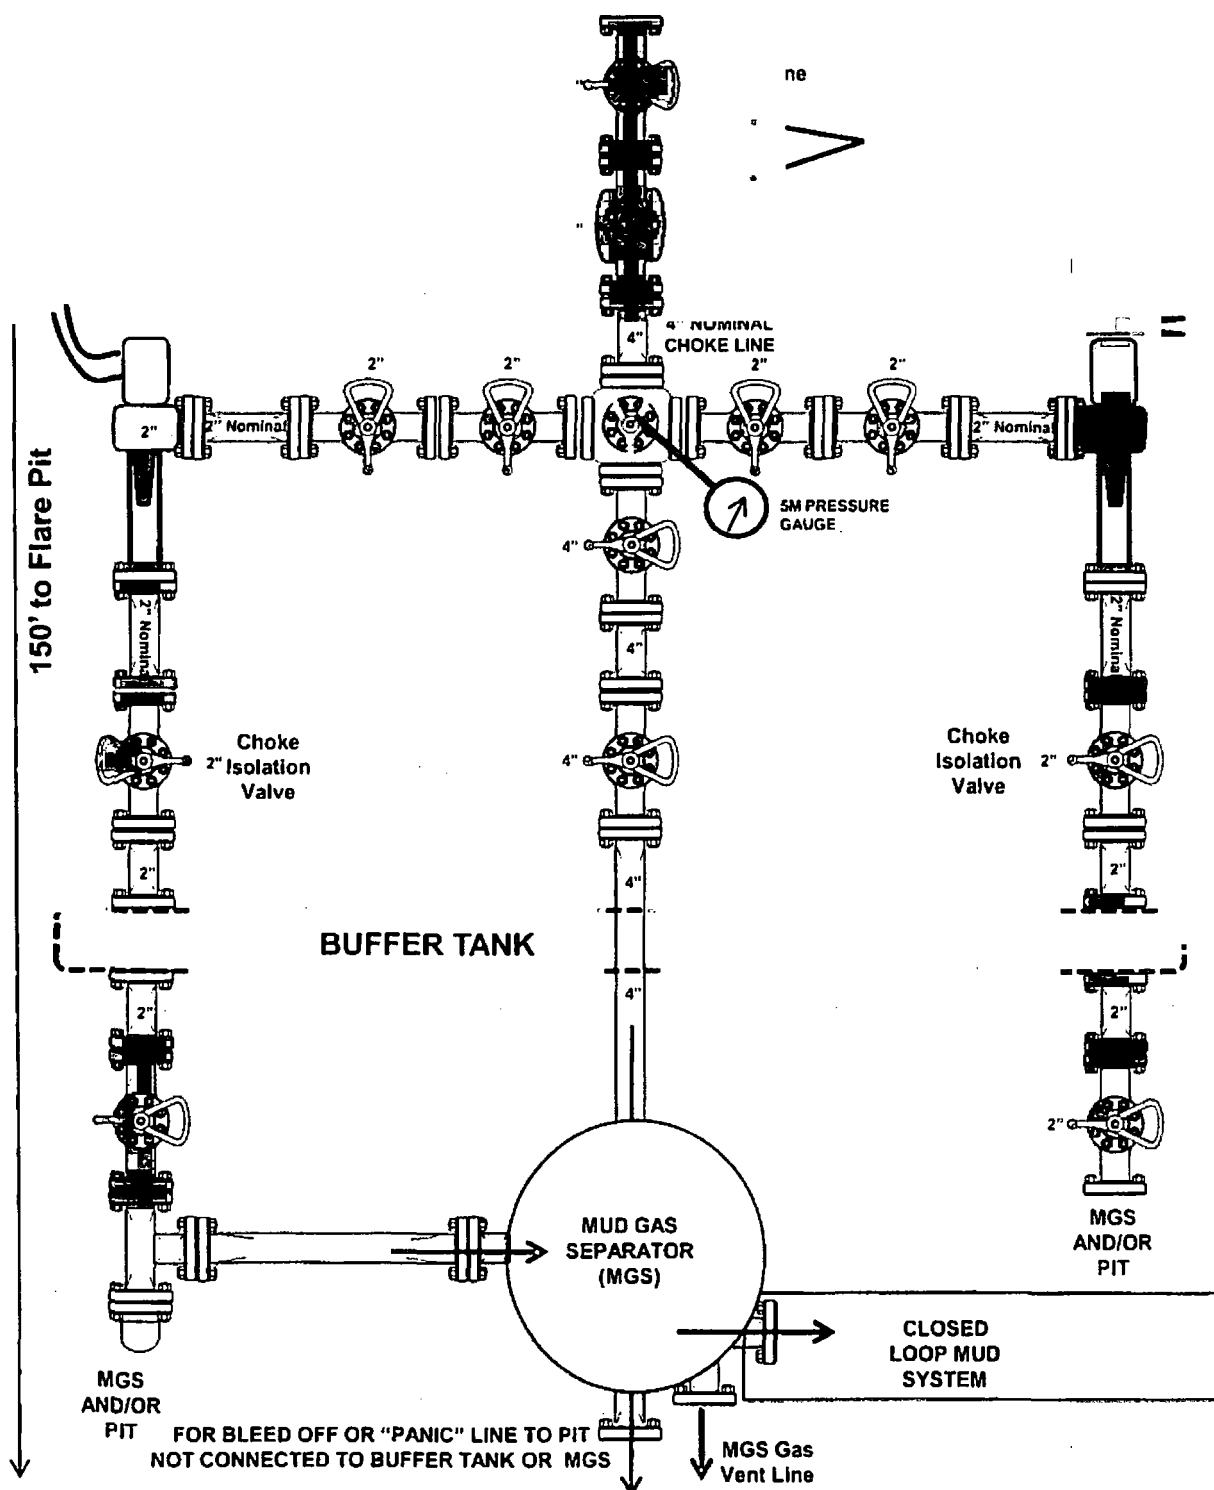 ne
"
"
4" NOMINAL
CHOKE LINE
4"
2"
2"
2"
2"
2"
2" Nominal
2" Nominal
5M PRESSURE
GAUGE
150' to Flare Pit
4"
2" Nominal
4"
2" Nominal
Choke
Isolation
Valve
2"
4"
Choke
Isolation
Valve
2"
2"
4"
2"
BUFFER TANK
4"
2"
2"
2"
MUD GAS
SEPARATOR
(MGS)
MGS
AND/OR
PIT
CLOSED
LOOP MUD
SYSTEM
MGS
AND/OR
PIT
FOR BLEED OFF OR "PANIC" LINE TO PIT
NOT CONNECTED TO BUFFER TANK OR MGS
MGS Gas
Vent Line